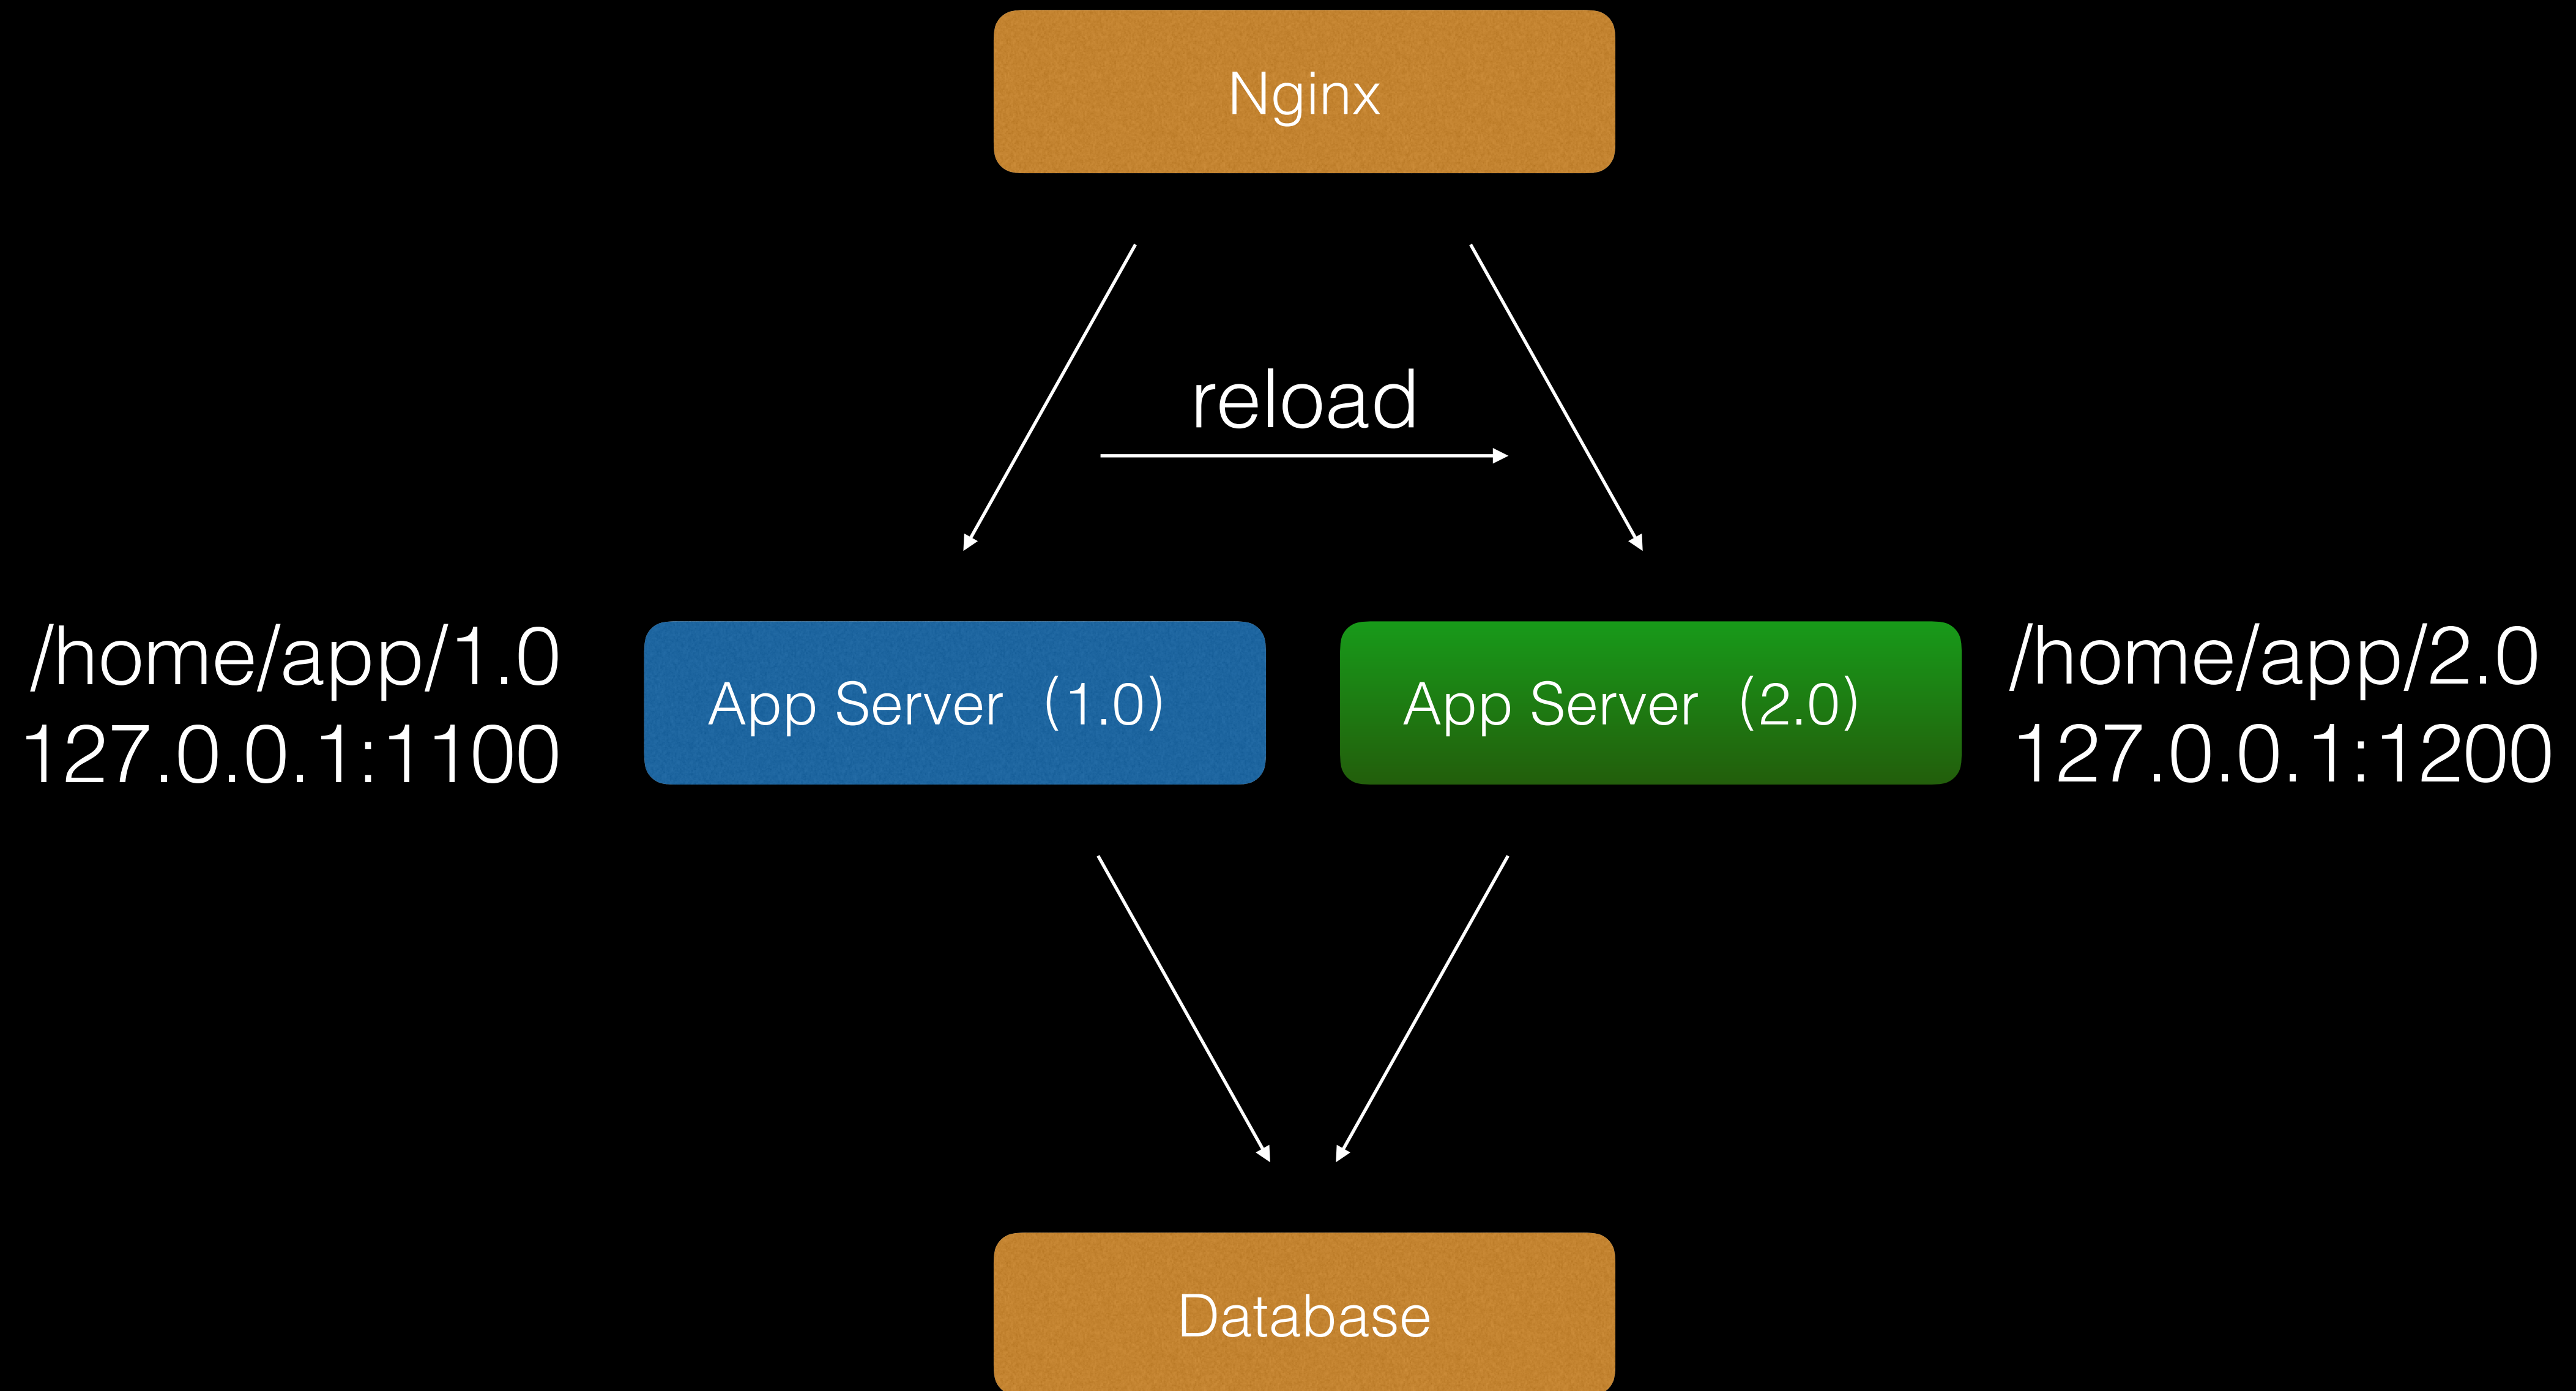 Nginx
reload
/home/app/1.0
127.0.0.1:1100
App Server（1.0）
App Server（2.0）
/home/app/2.0
127.0.0.1:1200
Database